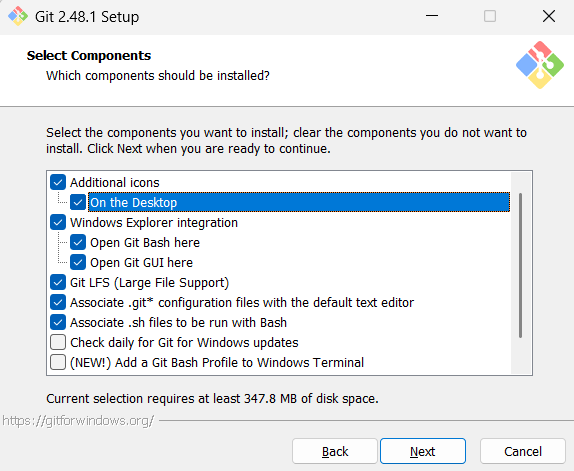 Git 2.48.1 Setup
Select Components
Which components should be installed?
Select the components you want to install; clear the components you do not want to
install. Click Next when you are ready to continue.
Additional icons
On the Desktop
Windows Explorer integration
Open Git Bash here
Open Git GUI here
Git LFS (Large File Support)
Associate .git* configuration files with the default text editor
Associate .sh files to be run with Bash
Check daily for Git for Windows updates
(NEW!) Add a Git Bash Profile to Windows Terminal
Current selection requires at least 347.8 MB of disk space.
https://gitforwindows.org/
Back Next Cancel